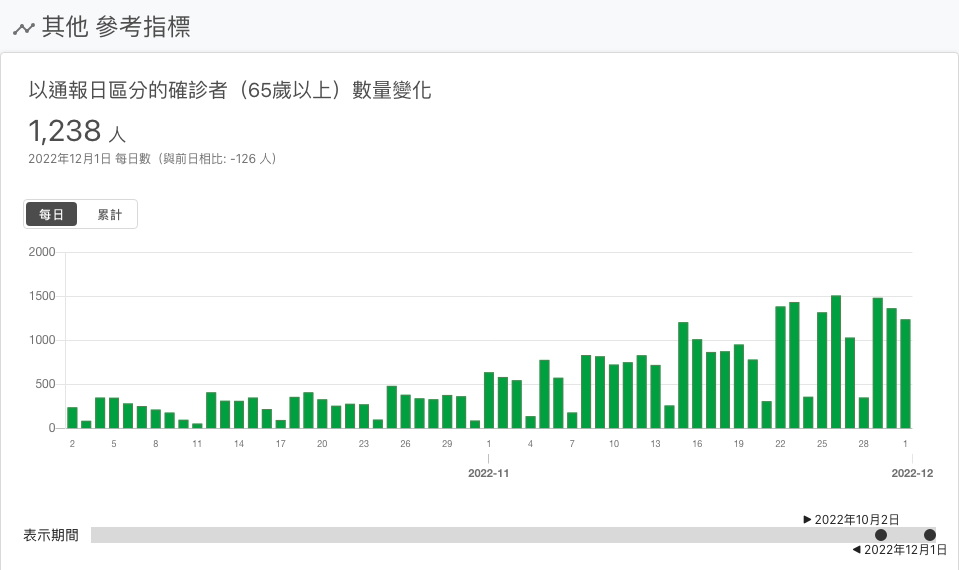 其他 參考指標
以通報日區分的確診者（65歲以上）數量變化
1,238 人
2022年12月1日 每日數（與前日相比: -126 人）
每日 累計
2000
1500
1000
500
0
2 5 8 11 14 17 20 23 26 29 1 4 7 10 13 16 19 22 25 28 1
2022-11 2022-12
▶ 2022年10月2日
表示期間
◀ 2022年12月1日